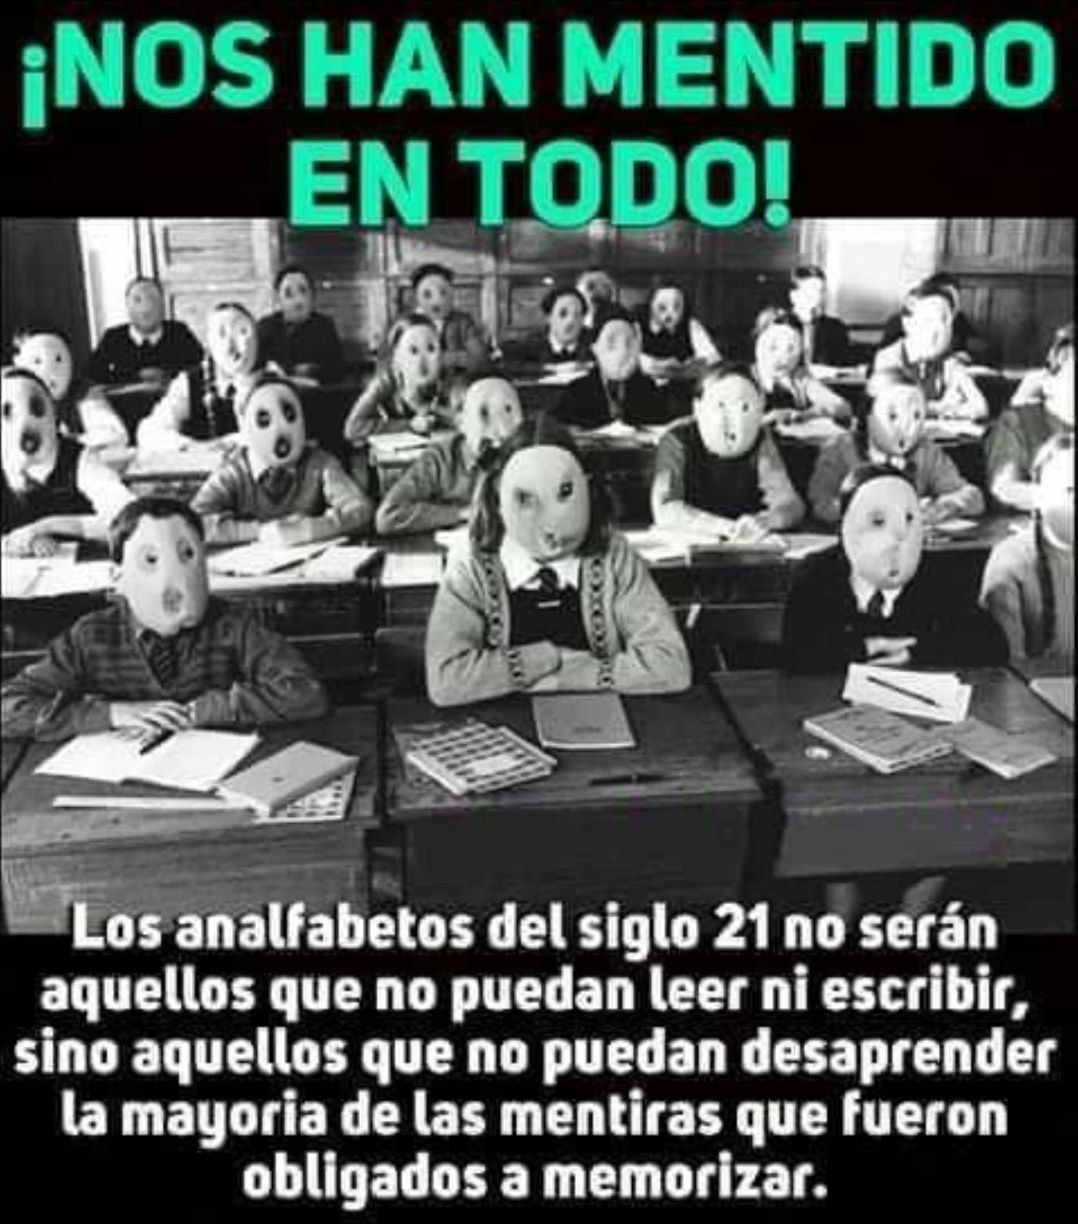 ¡NOS HAN MENTIDO
EN TODO!
Los analfabetos del siglo 21 no serán
aquellos que no puedan leer ni escribir,
sino aquellos que no puedan desaprender
la mayoria de las mentiras que fueron
obligados a memorizar.